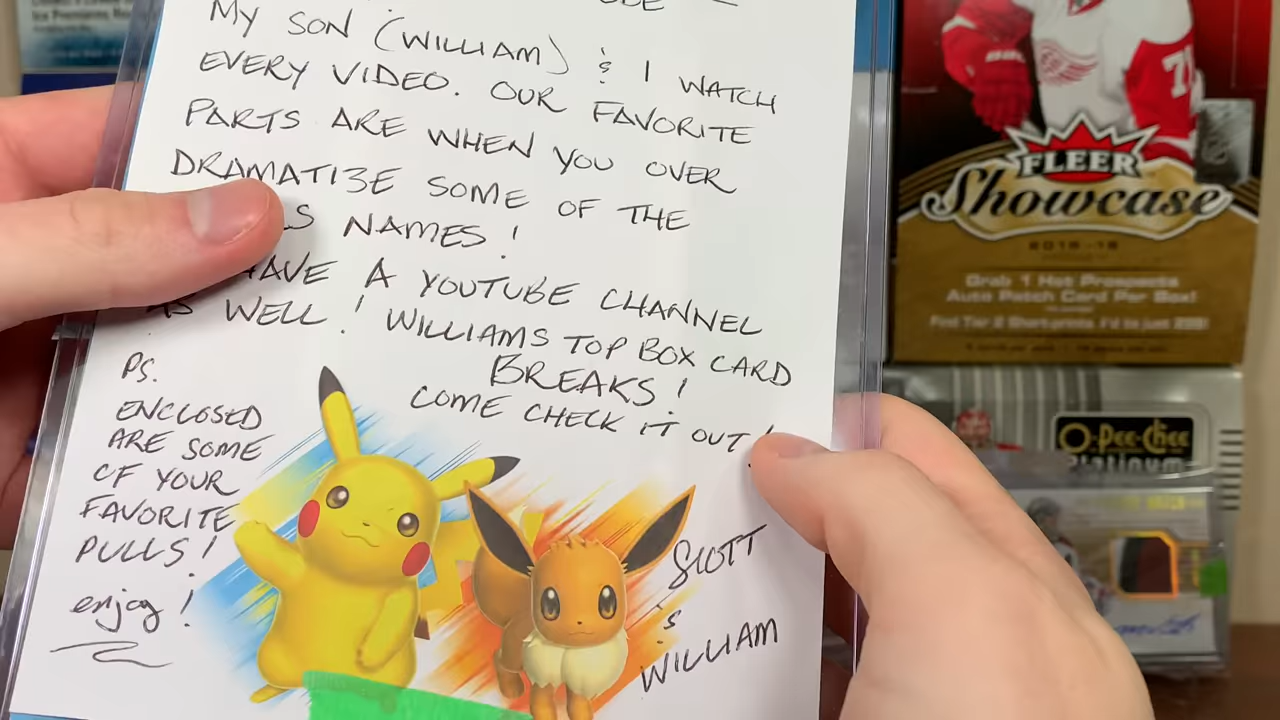 MY SON (WILLIAM) & I WATCH
EVERY VIDEO. OUR FAVORITE
PARTS ARE WHEN YOU OVER
DRAMATIZE SOME OF THE
NAMES!
HAVE A YOUTUBE CHANNEL
WELL! WILLIAMS TOP BOX CARD
BREAKS!
COME CHECK IT OUT!
PS.
ENCLOSED
ARE SOME
OF YOUR
FAVORITE
PULLS!
enjoy!
SCOTT
&
WILLIAM
FLEER
Showcase
Grab 1 Hot Prospects
Auto Patch Card Per Box!
O-Pee-Chee
Platinum